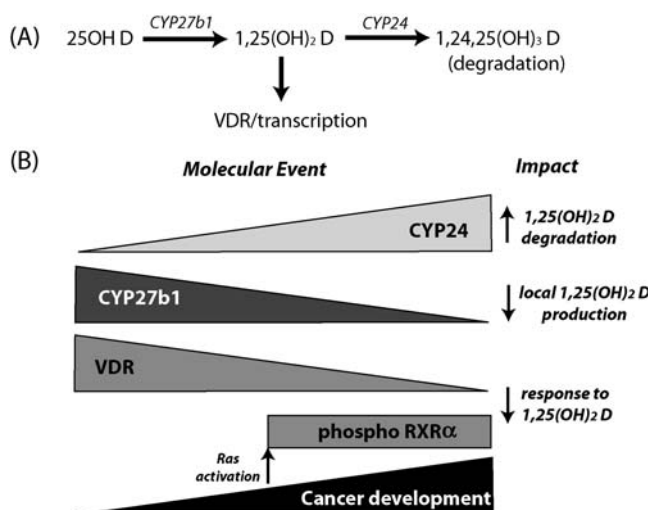 (A)
CYP27b1
CYP24
25OH D
1,25(OH)₂ D
1,24,25(OH)₃ D
(degradation)
VDR/transcription
(B)
Molecular Event
Impact
CYP24
1,25(OH)₂ D
degradation
CYP27b1
local 1,25(OH)₂ D
production
VDR
response to
1,25(OH)₂ D
phospho RXRα
Ras
activation
Cancer development